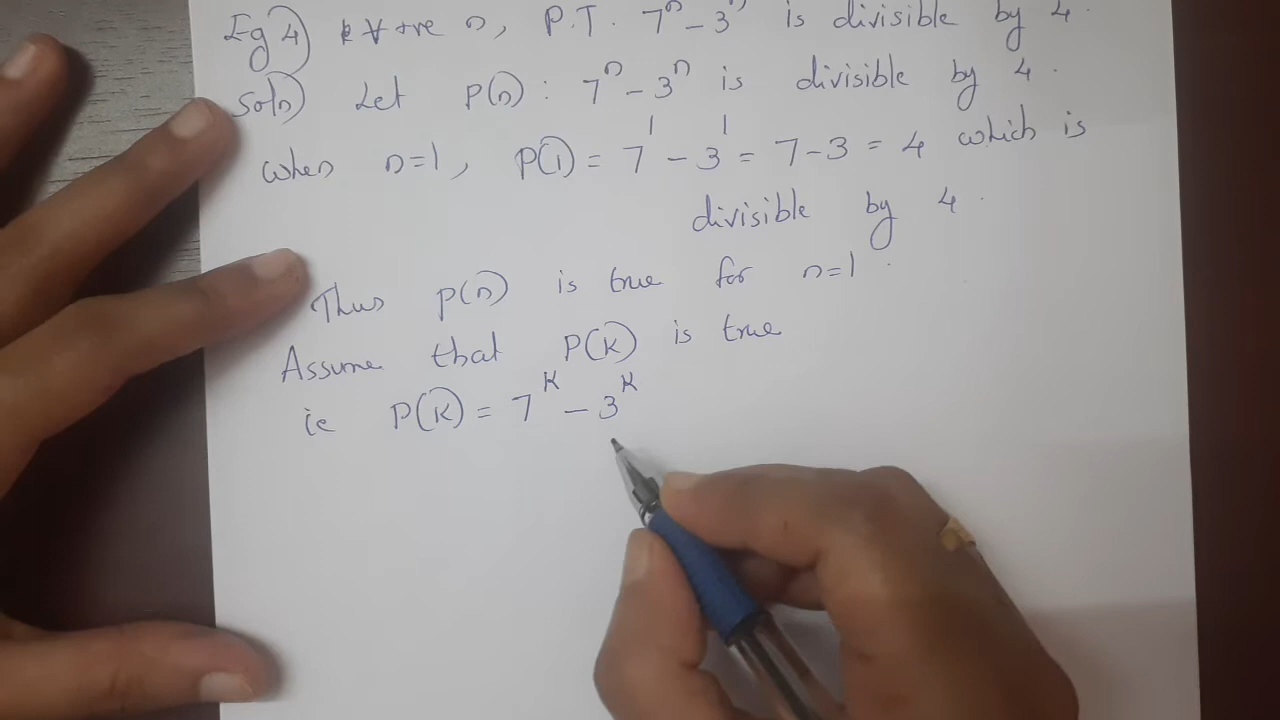 Eg 4) ∀ +ve n, P.T. 7ⁿ - 3ⁿ is divisible by 4.
Soln) Let P(n) : 7ⁿ - 3ⁿ is divisible by 4.
when n=1, P(1) = 7¹ - 3¹ = 7-3 = 4 which is
divisible by 4.
Thus P(n) is true for n=1.
Assume that P(k) is true
ie P(k) = 7ᵏ - 3ᵏ